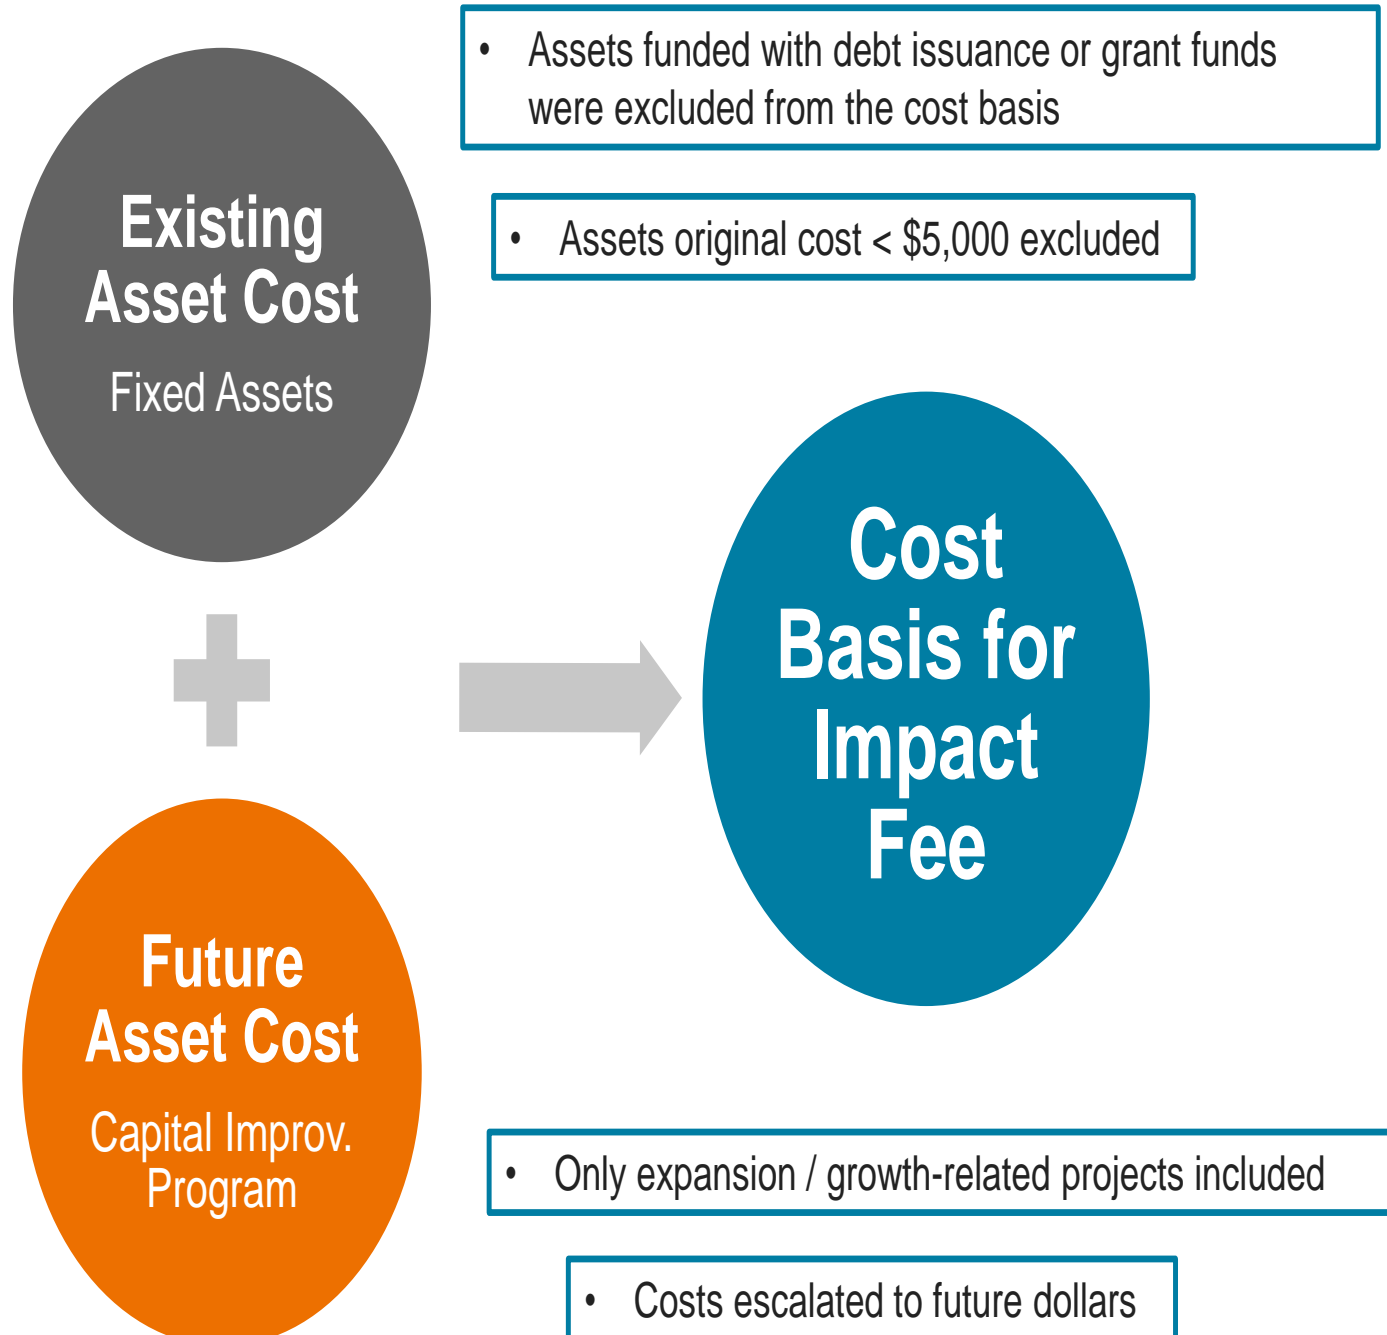 • Assets funded with debt issuance or grant funds
were excluded from the cost basis
• Assets original cost < $5,000 excluded
Existing
Asset Cost
Fixed Assets
Cost
Basis for
Impact
Fee
Future
Asset Cost
Capital Improv.
Program
• Only expansion / growth-related projects included
• Costs escalated to future dollars